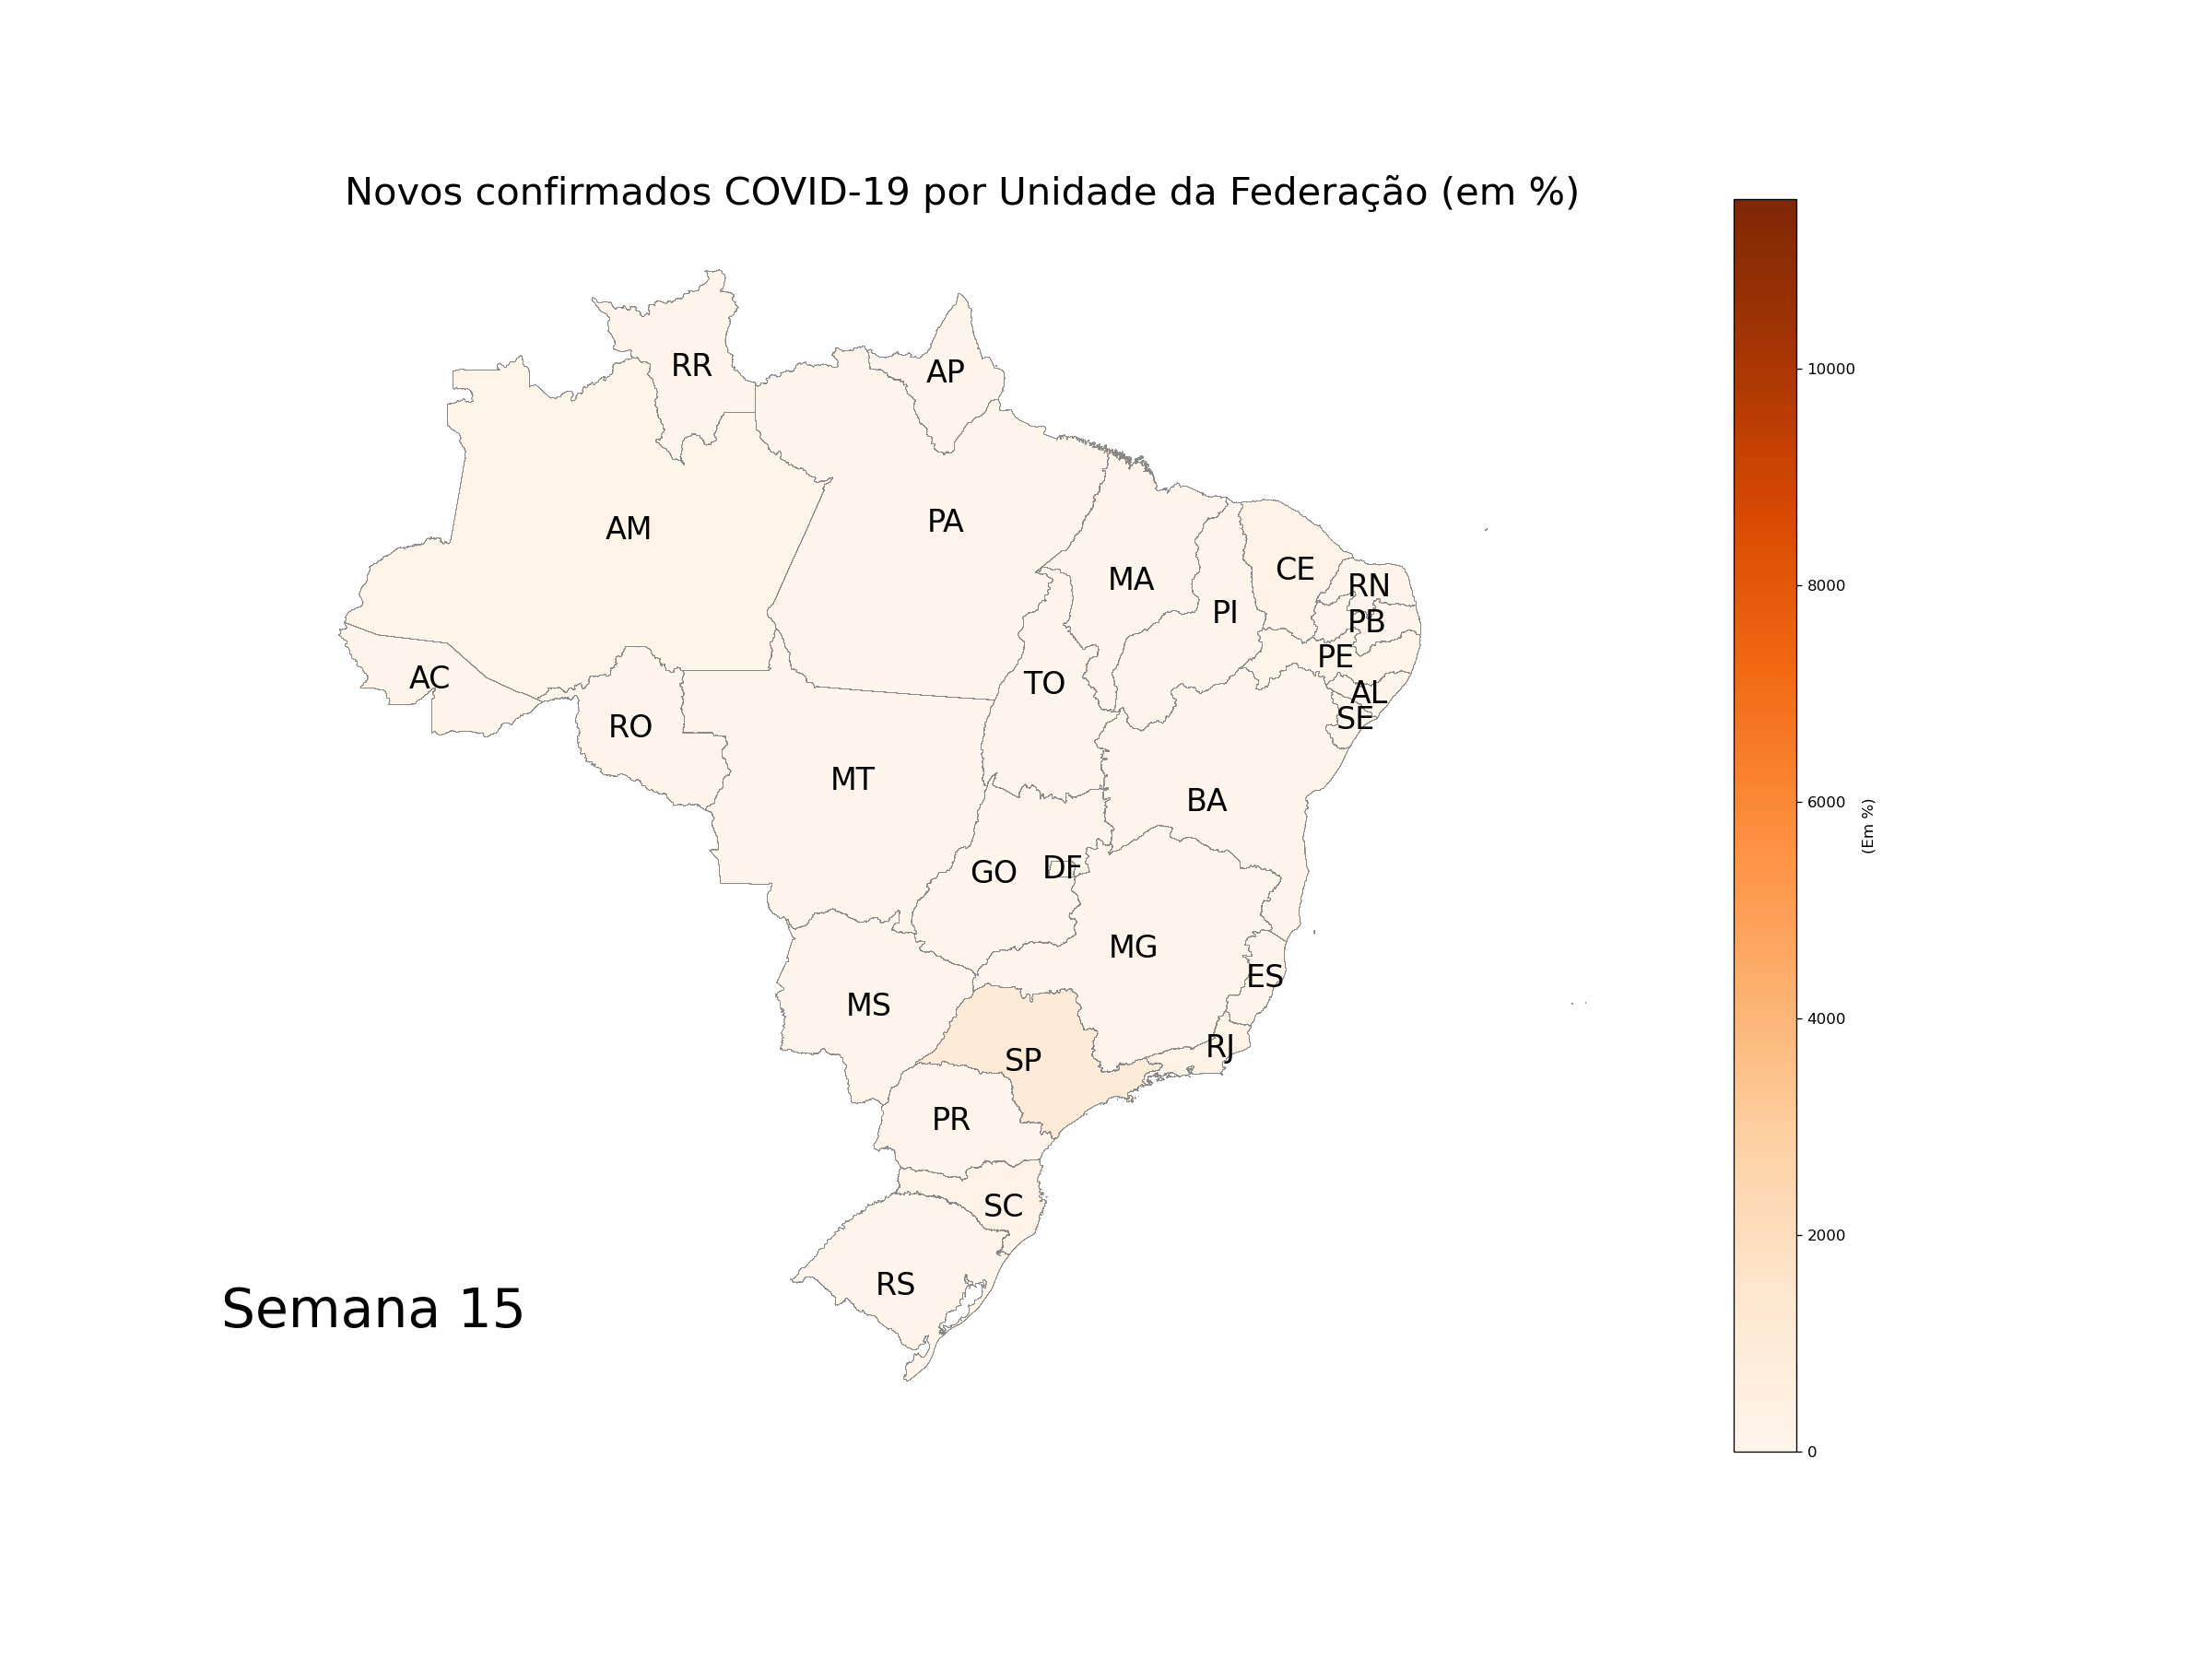 Novos confirmados COVID-19 por Unidade da Federação (em %)
RR
AP
10000
AM
PA
CE
MA
RN
8000
PI
PB
PE
AC
TO
AL
SE
RO
MT
BA
6000
(Em %)
GO
DF
MG
ES
MS
4000
RJ
SP
PR
SC
2000
RS
Semana 15
0